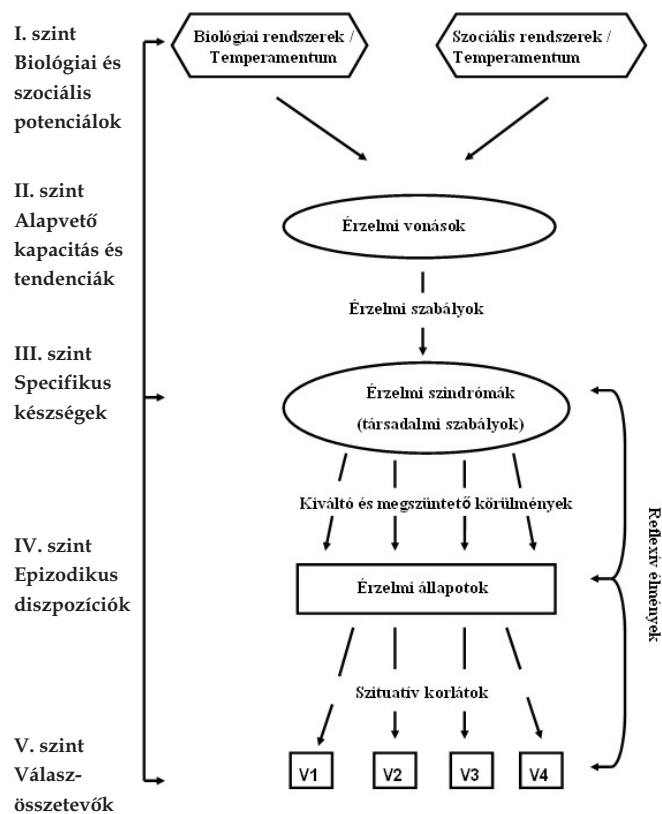 I. szint
Biológiai és
szociális
potenciálok
Biológiai rendszerek /
Temperamentum
Szociális rendszerek /
Temperamentum
II. szint
Alapvető
kapacitás és
tendenciák
Érzelmi vonások
Érzelmi szabályok
III. szint
Specifikus
készségek
Érzelmi szindrómák
(társadalmi szabályok)
Kiváltó és megszüntető körülmények
IV. szint
Epizodikus
diszpozíciók
Érzelmi állapotok
Reflexív élmények
Szituatív korlátok
V. szint
Válasz-
összetevők
V1 V2 V3 V4